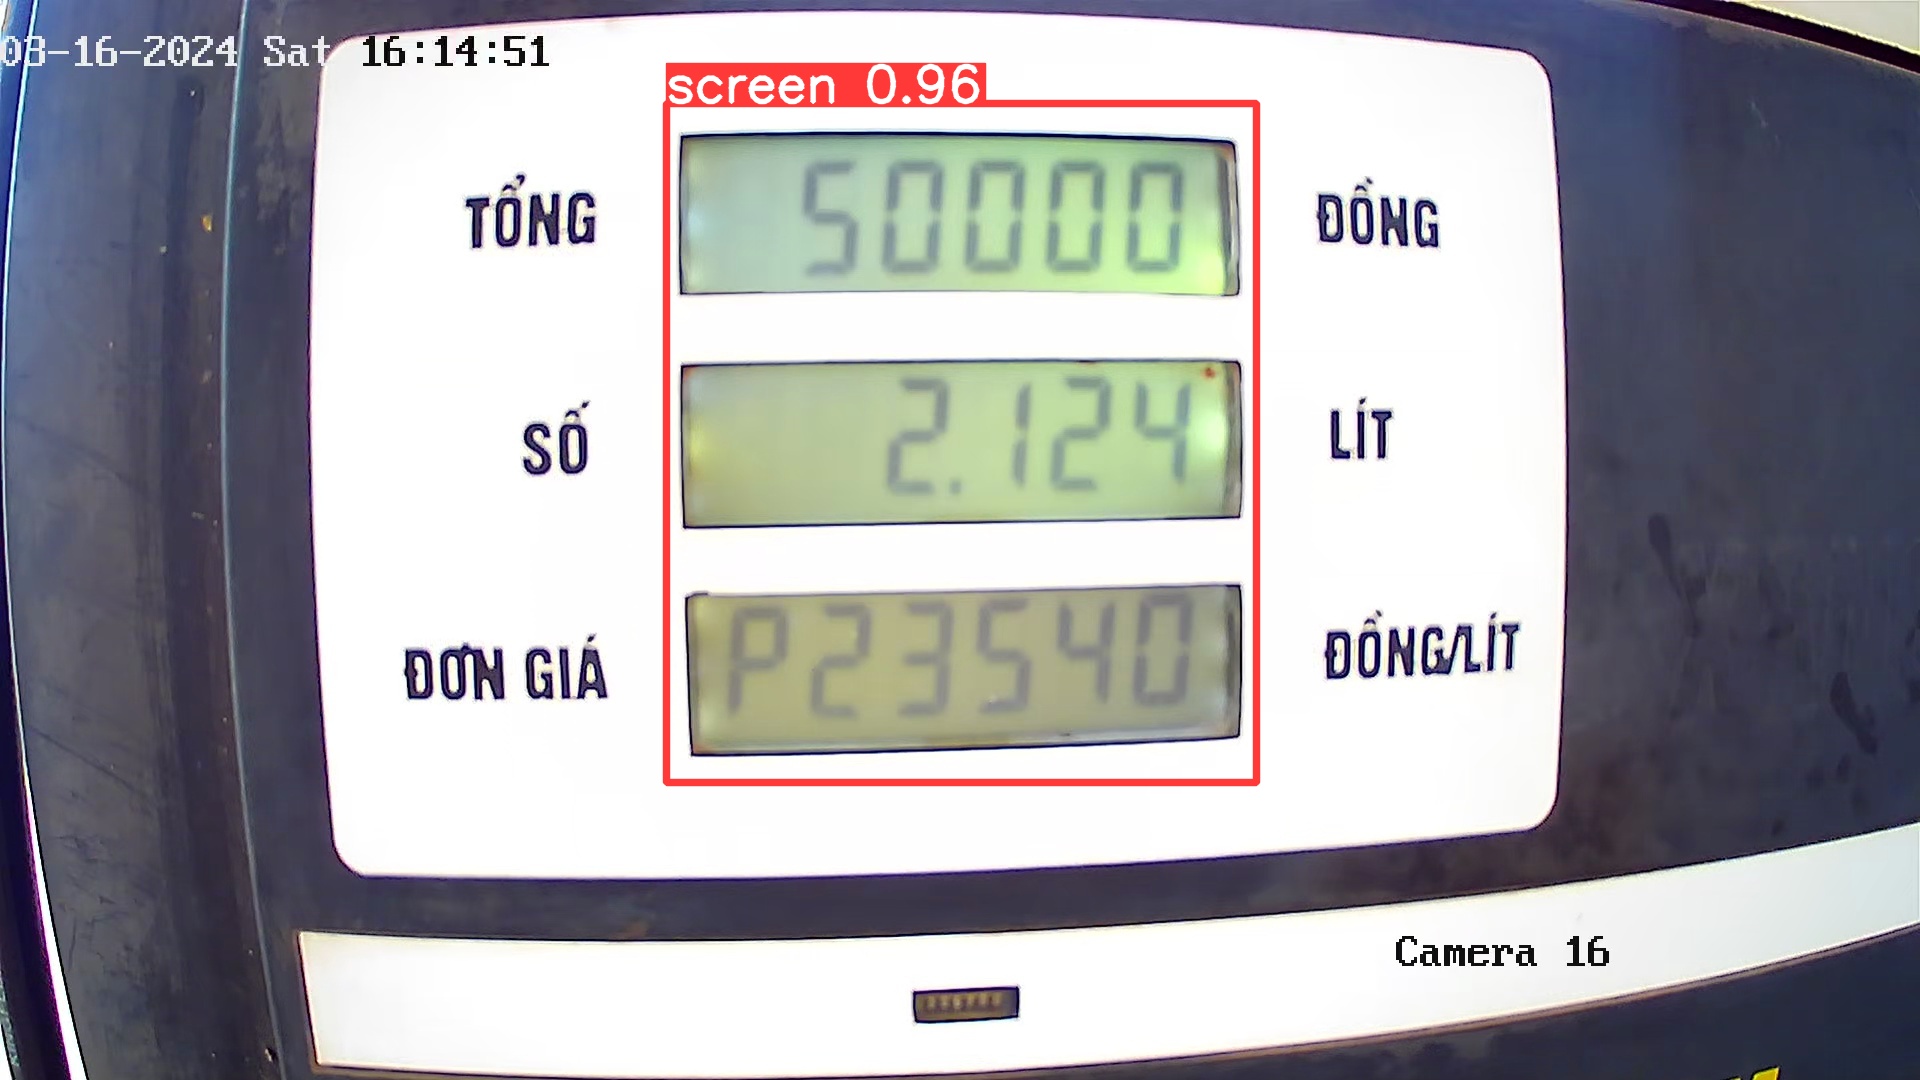 03-16-2024 Sat 16:14:51
screen 0.96
TỔNG 50000 ĐỒNG
SỐ 2.124 LÍT
ĐƠN GIÁ P23540 ĐỒNG/LÍT
Camera 16